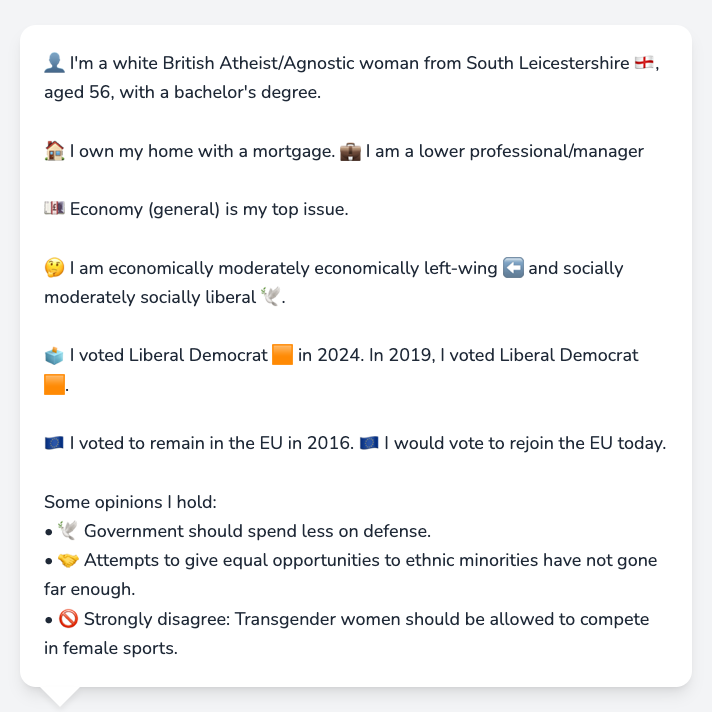 👤 I'm a white British Atheist/Agnostic woman from South Leicestershire 🏴󠁧󠁢󠁥󠁮󠁧󠁿,
aged 56, with a bachelor's degree.
🏠 I own my home with a mortgage. 💼 I am a lower professional/manager
💷 Economy (general) is my top issue.
🤔 I am economically moderately economically left-wing ⬅️ and socially
moderately socially liberal 🕊️.
🗳️ I voted Liberal Democrat 🟧 in 2024. In 2019, I voted Liberal Democrat
🟧.
🇪🇺 I voted to remain in the EU in 2016. 🇪🇺 I would vote to rejoin the EU today.
Some opinions I hold:
• 🕊️ Government should spend less on defense.
• 🤝 Attempts to give equal opportunities to ethnic minorities have not gone
far enough.
• 🚫 Strongly disagree: Transgender women should be allowed to compete
in female sports.